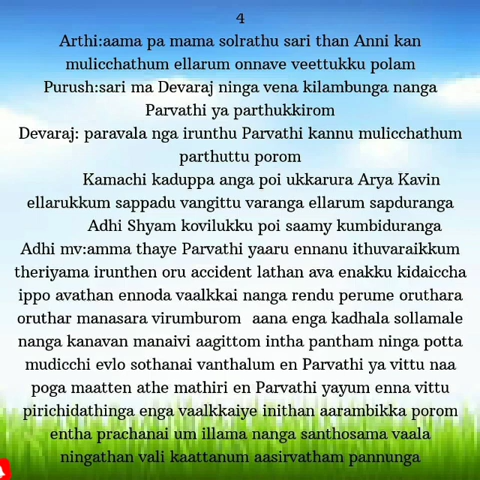 4
Arthi:aama pa mama solrathu sari than Anni kan
mulicchathum ellarum onnave veettukku polam
Purush:sari ma Devaraj ninga vena kilambunga nanga
Parvathi ya parthukkirom
Devaraj: paravala nga irunthu Parvathi kannu mulicchathum
parthuttu porom
Kamachi kaduppa anga poi ukkarura Arya Kavin
ellarukkum sappadu vangittu varanga ellarum sapduranga
Adhi Shyam kovilukku poi saamy kumbiduranga
Adhi mv:amma thaye Parvathi yaaru ennanu ithuvaraikkum
theriyama irunthen oru accident lathan ava enakku kidaiccha
ippo avathan ennoda vaalkkai nanga rendu perume oruthara
oruthar manasara virumburom aana enga kadhala sollamale
nanga kanavan manaivi aagittom intha pantham ninga potta
mudicchi evlo sothanai vanthalum en Parvathi ya vittu naa
poga maatten athe mathiri en Parvathi yayum enna vittu
pirichidathinga enga vaalkkaiye inithan aarambikka porom
entha prachanai um illama nanga santhosama vaala
ningathan vali kaattanum aasirvatham pannunga